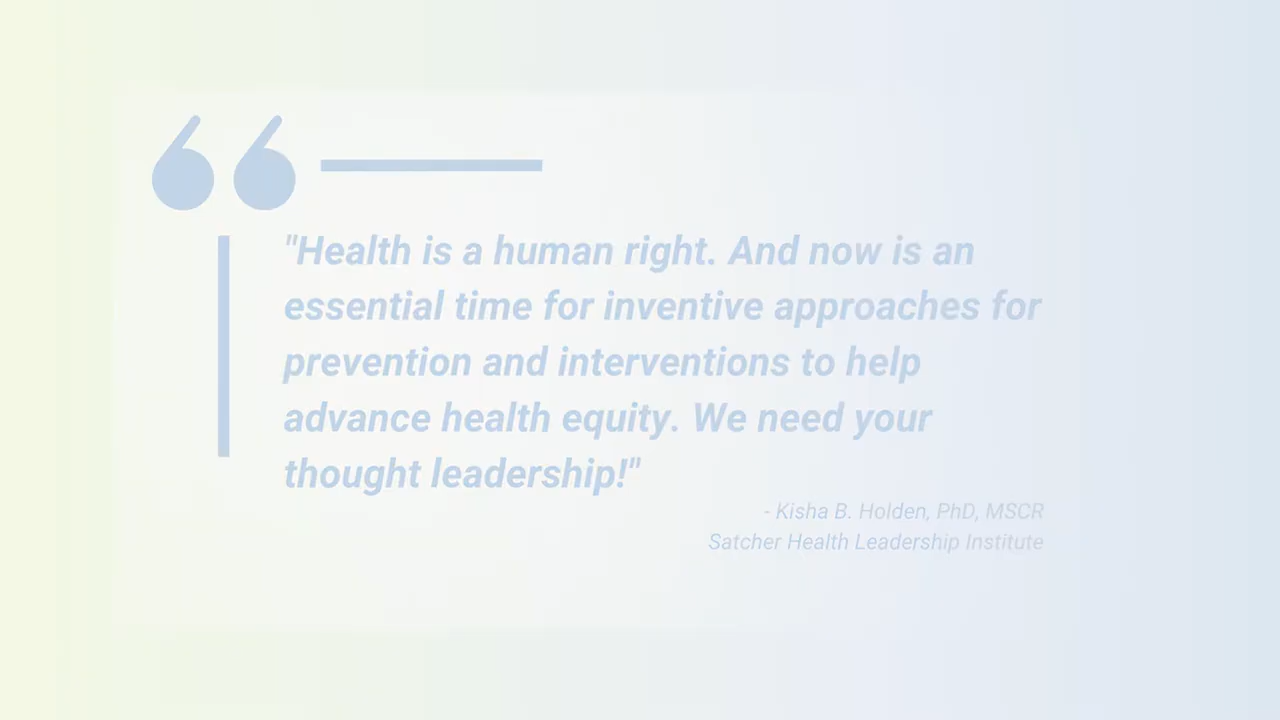 "Health is a human right. And now is an
essential time for inventive approaches for
prevention and interventions to help
advance health equity. We need your
thought leadership!"
- Kisha B. Holden, PhD, MSCR
Satcher Health Leadership Institute